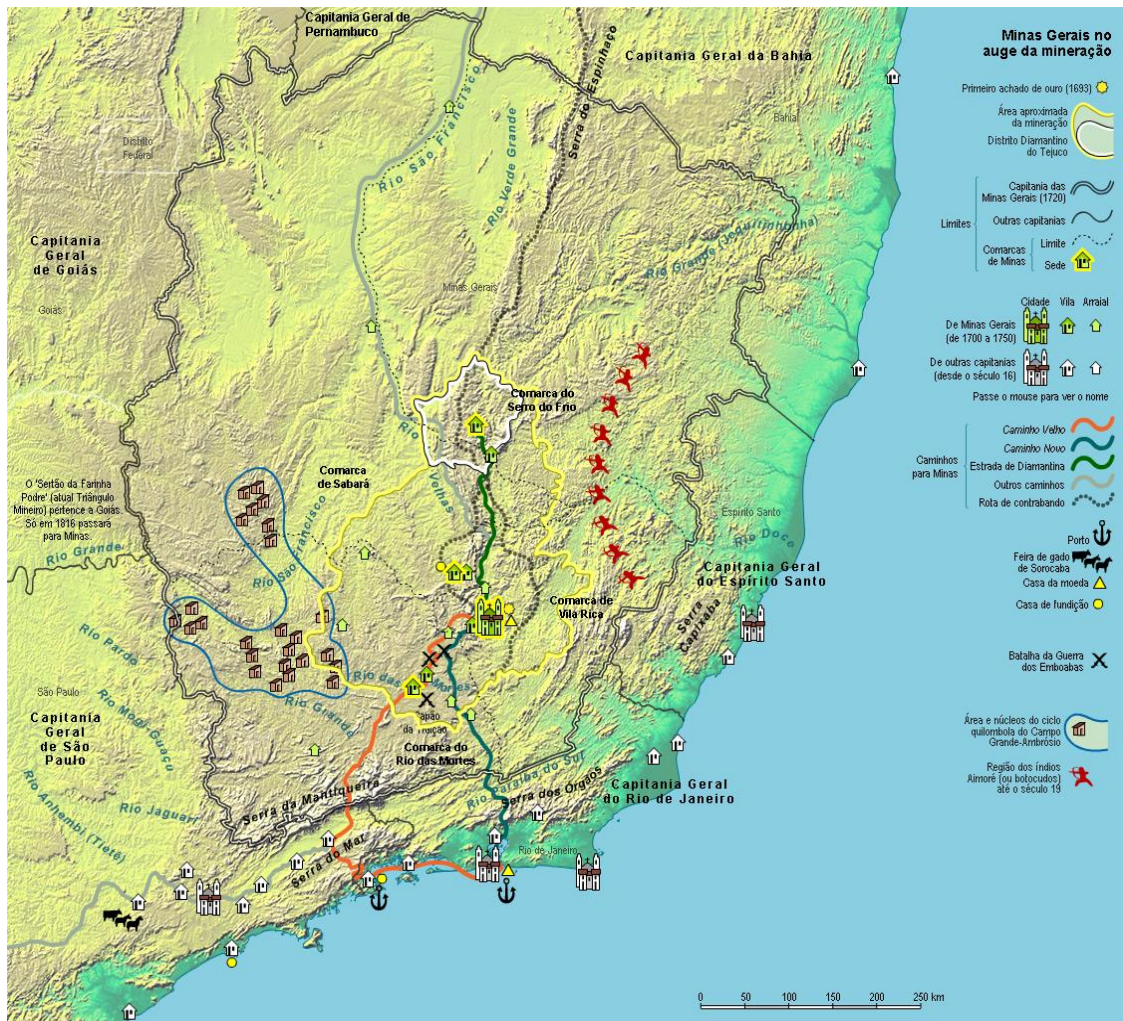 Minas Gerais no
auge da mineração
Primeiro achado de ouro (1693)
Área aproximada
da mineração
Distrito Diamantino
do Tejuco
Limites
Capitania das
Minas Gerais (1720)
Outras capitanias
Comarcas
de Minas
Limite
Sede
Cidade Vila Arraial
De Minas Gerais
(de 1700 a 1750)
De outras capitanias
(desde o século 16)
Passe o mouse para ver o nome
Caminhos
para Minas
Caminho Velho
Caminho Novo
Estrada de Diamantina
Outros caminhos
Rota de contrabando
Porto
Feira de gado
de Sorocaba
Casa da moeda
Casa de fundição
Batalha da Guerra
dos Emboabas
Área e núcleos do ciclo
quilombola do Campo
Grande-Ambrósio
Região dos índios
Aimoré (ou botocudos)
até o século 19
Capitania Geral de
Pernambuco
Capitania Geral da Bahia
Serra do Espinhaço
Rio São Francisco
Rio Verde Grande
Bahia
Distrito
Federal
Capitania
Geral
de Goiás
Goiás
Minas Gerais
Rio Grande (Jequitinhonha)
Comarca do
Serro do Frio
Rio das Velhas
Comarca
de Sabará
O 'Sertão da Farinha
Podre' (atual Triângulo
Mineiro) pertence a Goiás.
Só em 1816 passará
para Minas.
Rio Grande
Rio São Francisco
Espírito Santo
Rio Doce
Capitania Geral
do Espírito Santo
Comarca de
Vila Rica
Serra
Capixaba
Rio Pardo
Rio das Mortes
São Paulo
Rio Mogi-Guaçu
Rio Grande
Capitania
Geral
de São
Paulo
da Traição
Comarca do
Rio das Mortes
Rio Paraíba do Sul
Serra da Mantiqueira
Serra dos Órgãos
Capitania Geral
do Rio de Janeiro
Rio Anhembi (Tietê)
Rio Jaguari
Serra do Mar
Rio de Janeiro
0 50 100 150 200 250 km